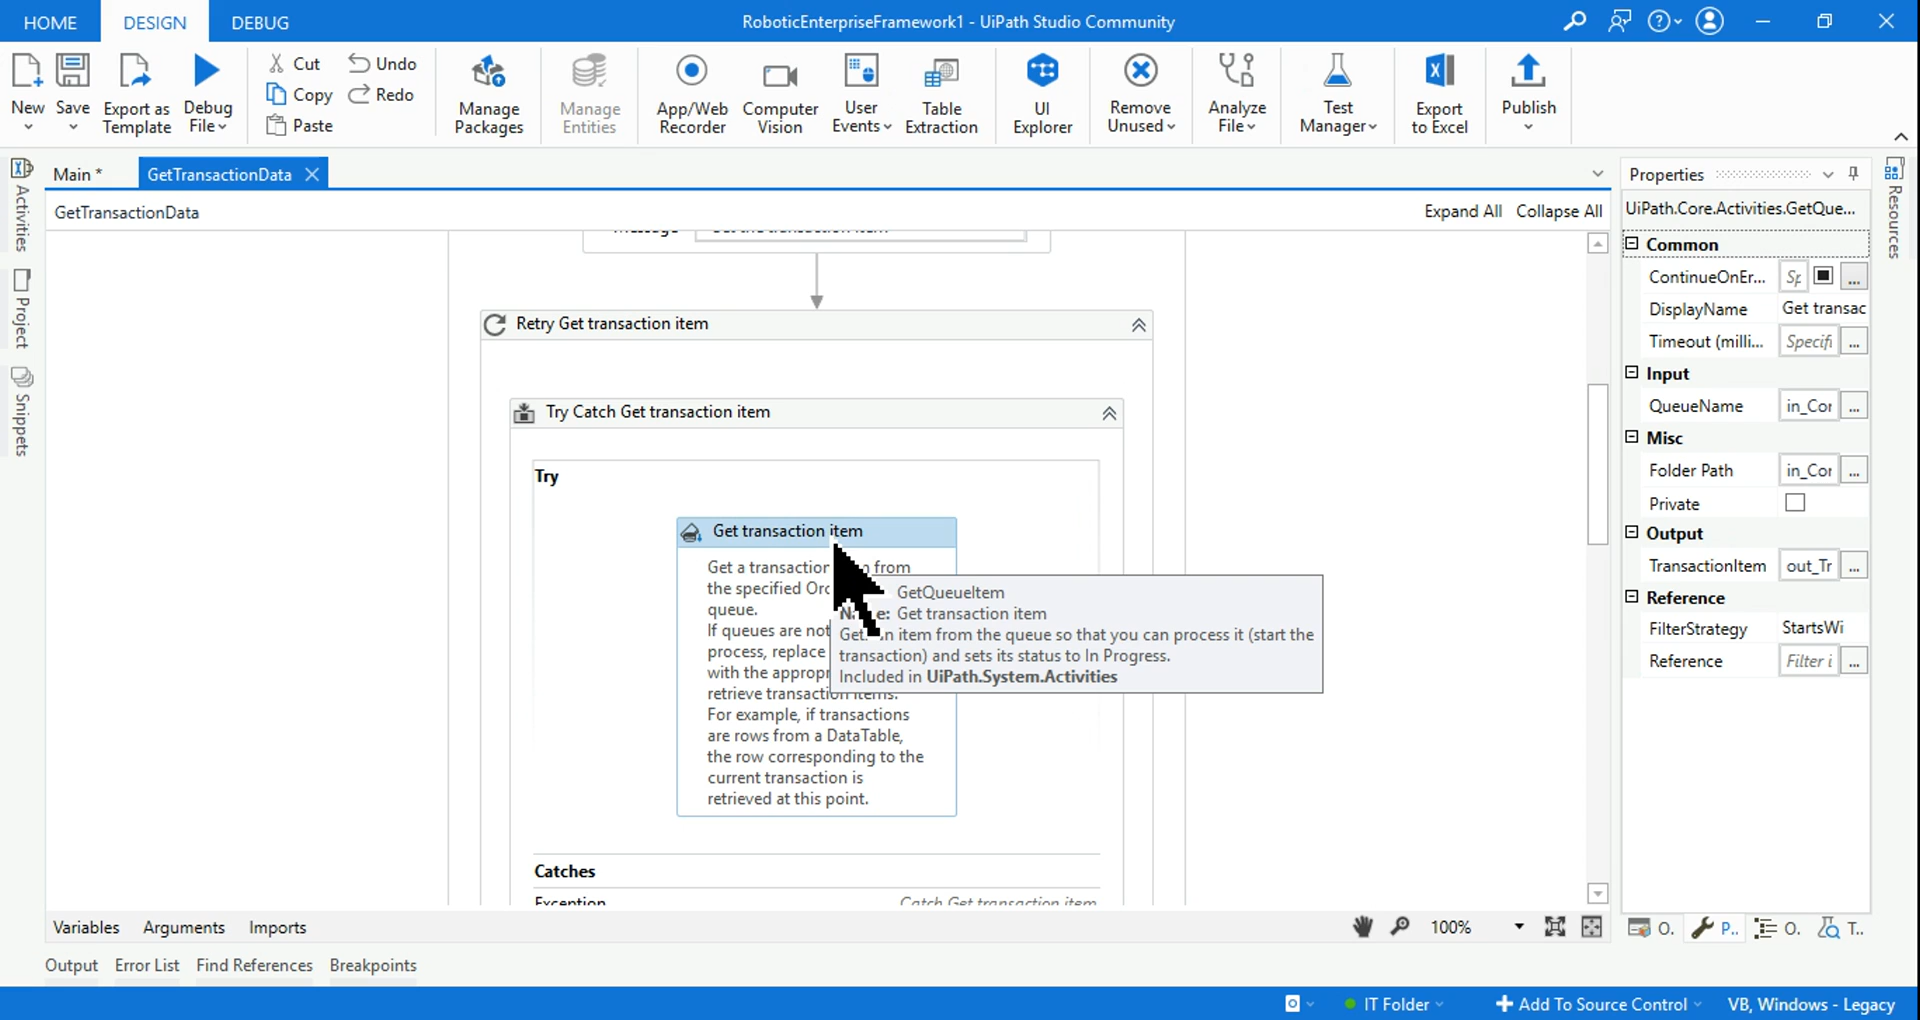 HOME DESIGN DEBUG RoboticEnterpriseFramework1 - UiPath Studio Community
New Save Export as Template Debug File
Cut Undo
Copy Redo
Paste
Manage Packages
Manage Entities
App/Web Recorder
Computer Vision
User Events
Table Extraction
UI Explorer
Remove Unused
Analyze File
Test Manager
Export to Excel
Publish
Activities
Project
Snippets
Main * GetTransactionData
GetTransactionData Expand All Collapse All
Retry Get transaction item
Try Catch Get transaction item
Try
Get transaction item
Get a transaction from
the specified
queue.
If queues are not
process, replace
with the
retrieve transaction items.
For example, if transactions
are rows from a DataTable,
the row corresponding to the
current transaction is
retrieved at this point.
GetQueueItem
Get transaction item
item from the queue so that you can process it (start the
transaction) and sets its status to In Progress.
Included in UiPath.System.Activities
Catches
Exception Catch Get transaction item
Variables Arguments Imports 100%
Output Error List Find References Breakpoints
Properties
UiPath.Core.Activities.GetQue...
Common
ContinueOnEr... ...
DisplayName Get transac
Timeout (milli... Specifi ...
Input
QueueName in_Cor ...
Misc
Folder Path in_Cor ...
Private
Output
TransactionItem out_Tr ...
Reference
FilterStrategy StartsWi
Reference Filter i ...
O. P.. O. T..
Resources
IT Folder Add To Source Control VB, Windows - Legacy